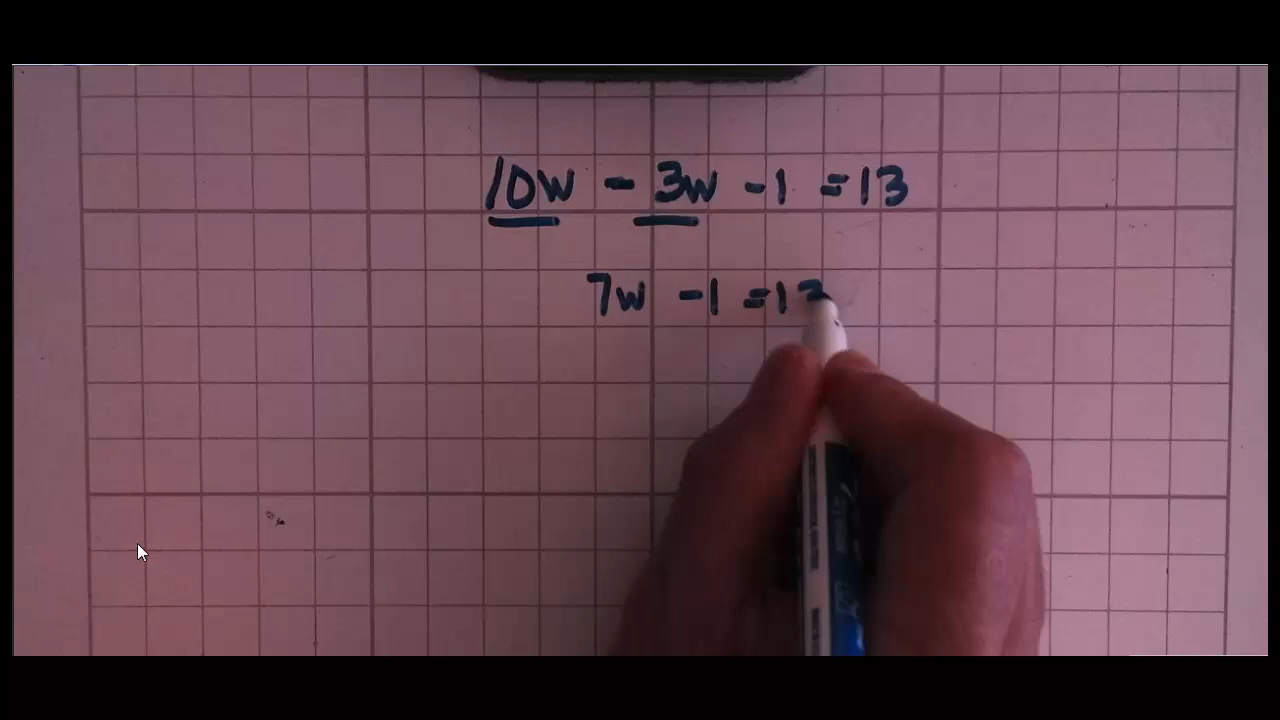 10w - 3w - 1 = 13
7w - 1 = 13